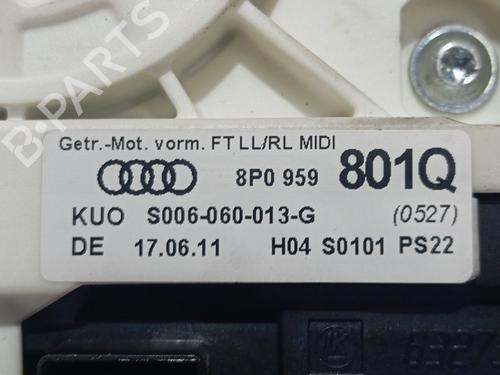 B-PARTS
Getr.-Mot. vorm. FT LL/RL MIDI
8P0 959 801Q
KUO S006-060-013-G (0527)
DE 17.06.11 H04 S0101 PS22